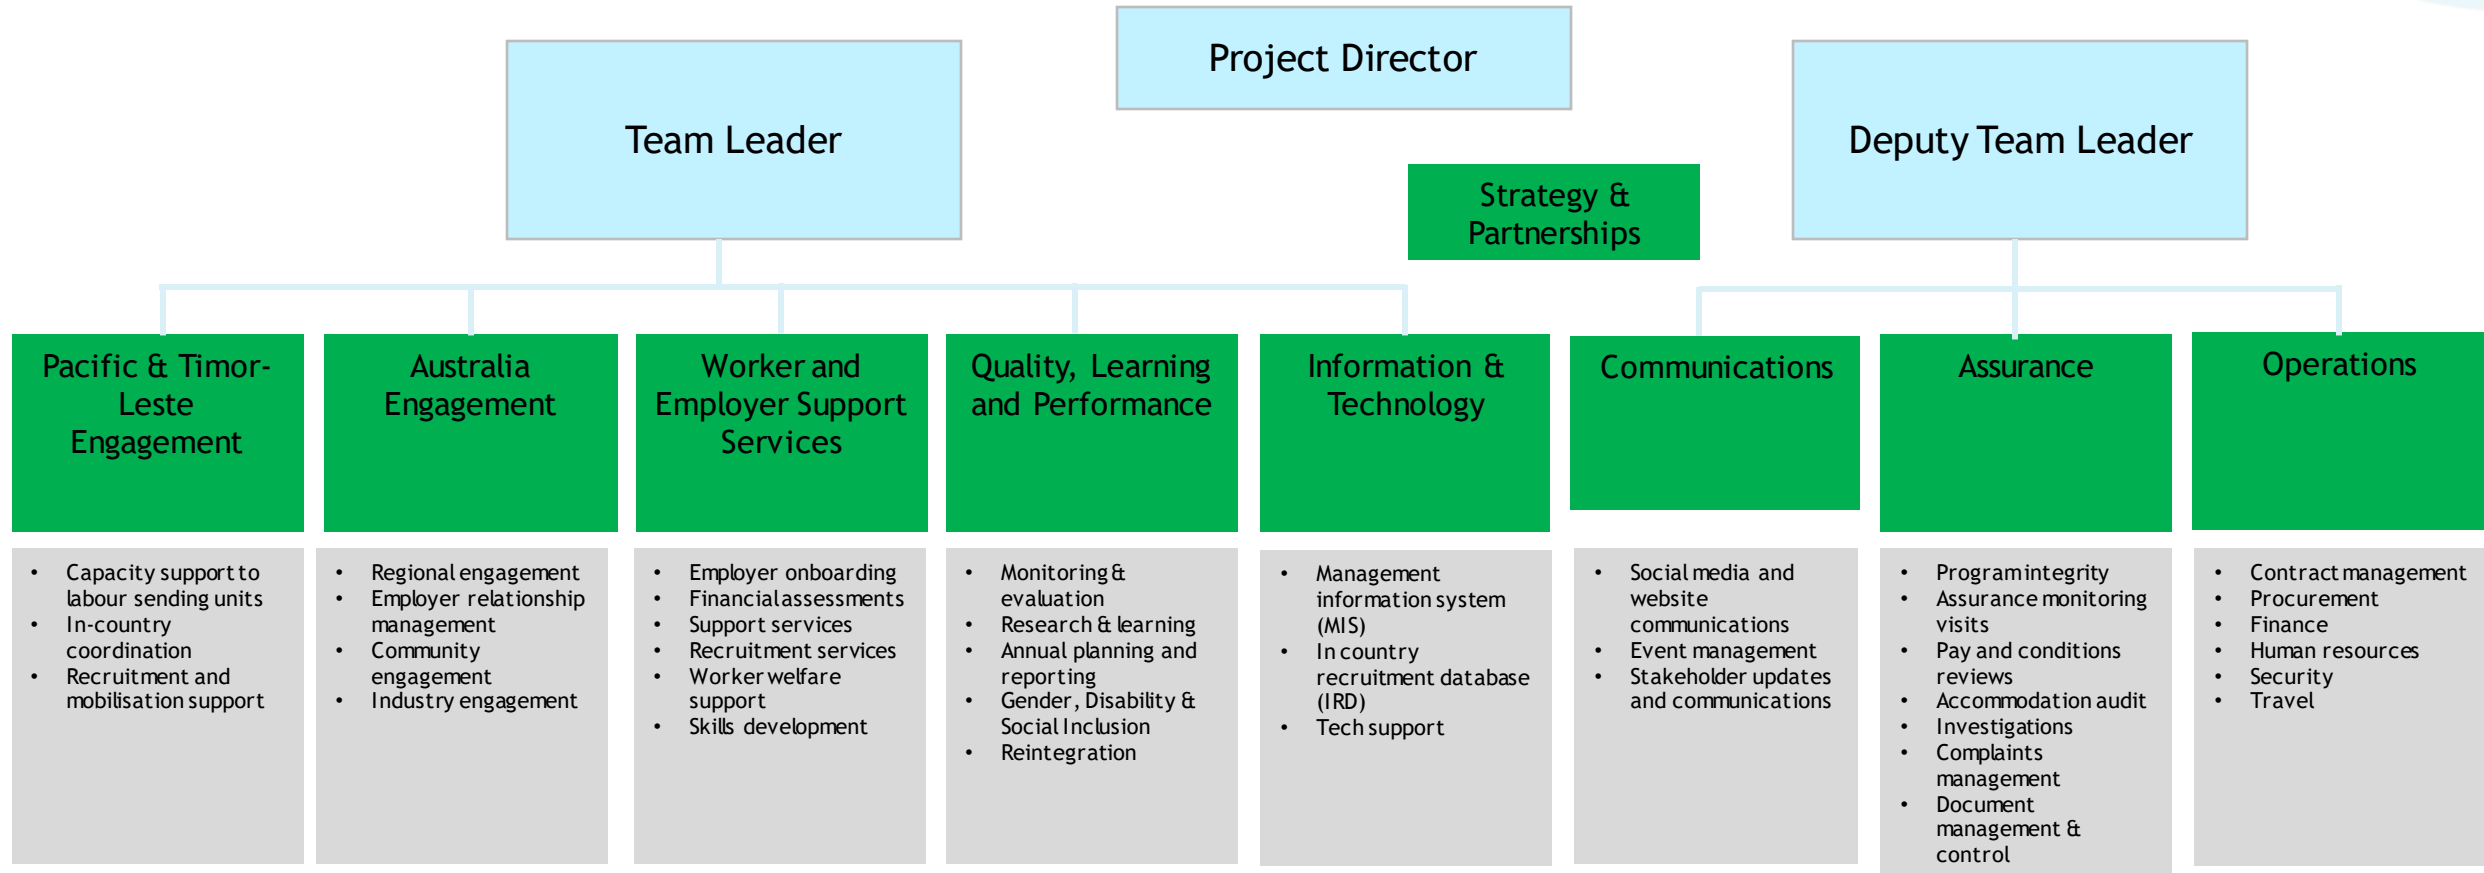 Project Director
Team Leader
Deputy Team Leader
Strategy &
Partnerships
Pacific & Timor-
Leste
Engagement
Australia
Engagement
Worker and
Employer Support
Services
Quality, Learning
and Performance
Information &
Technology
Communications
Assurance
Operations
• Capacity support to
labour sending units
• In-country
coordination
• Recruitment and
mobilisation support
• Regional engagement
• Employer relationship
management
• Community
engagement
• Industry engagement
• Employer onboarding
• Financial assessments
• Support services
• Recruitment services
• Worker welfare
support
• Skills development
• Monitoring &
evaluation
• Research & learning
• Annual planning and
reporting
• Gender, Disability &
Social Inclusion
• Reintegration
• Management
information system
(MIS)
• In country
recruitment database
(IRD)
• Tech support
• Social media and
website
communications
• Event management
• Stakeholder updates
and communications
• Program integrity
• Assurance monitoring
visits
• Pay and conditions
reviews
• Accommodation audit
• Investigations
• Complaints
management
• Document
management &
control
• Contract management
• Procurement
• Finance
• Human resources
• Security
• Travel